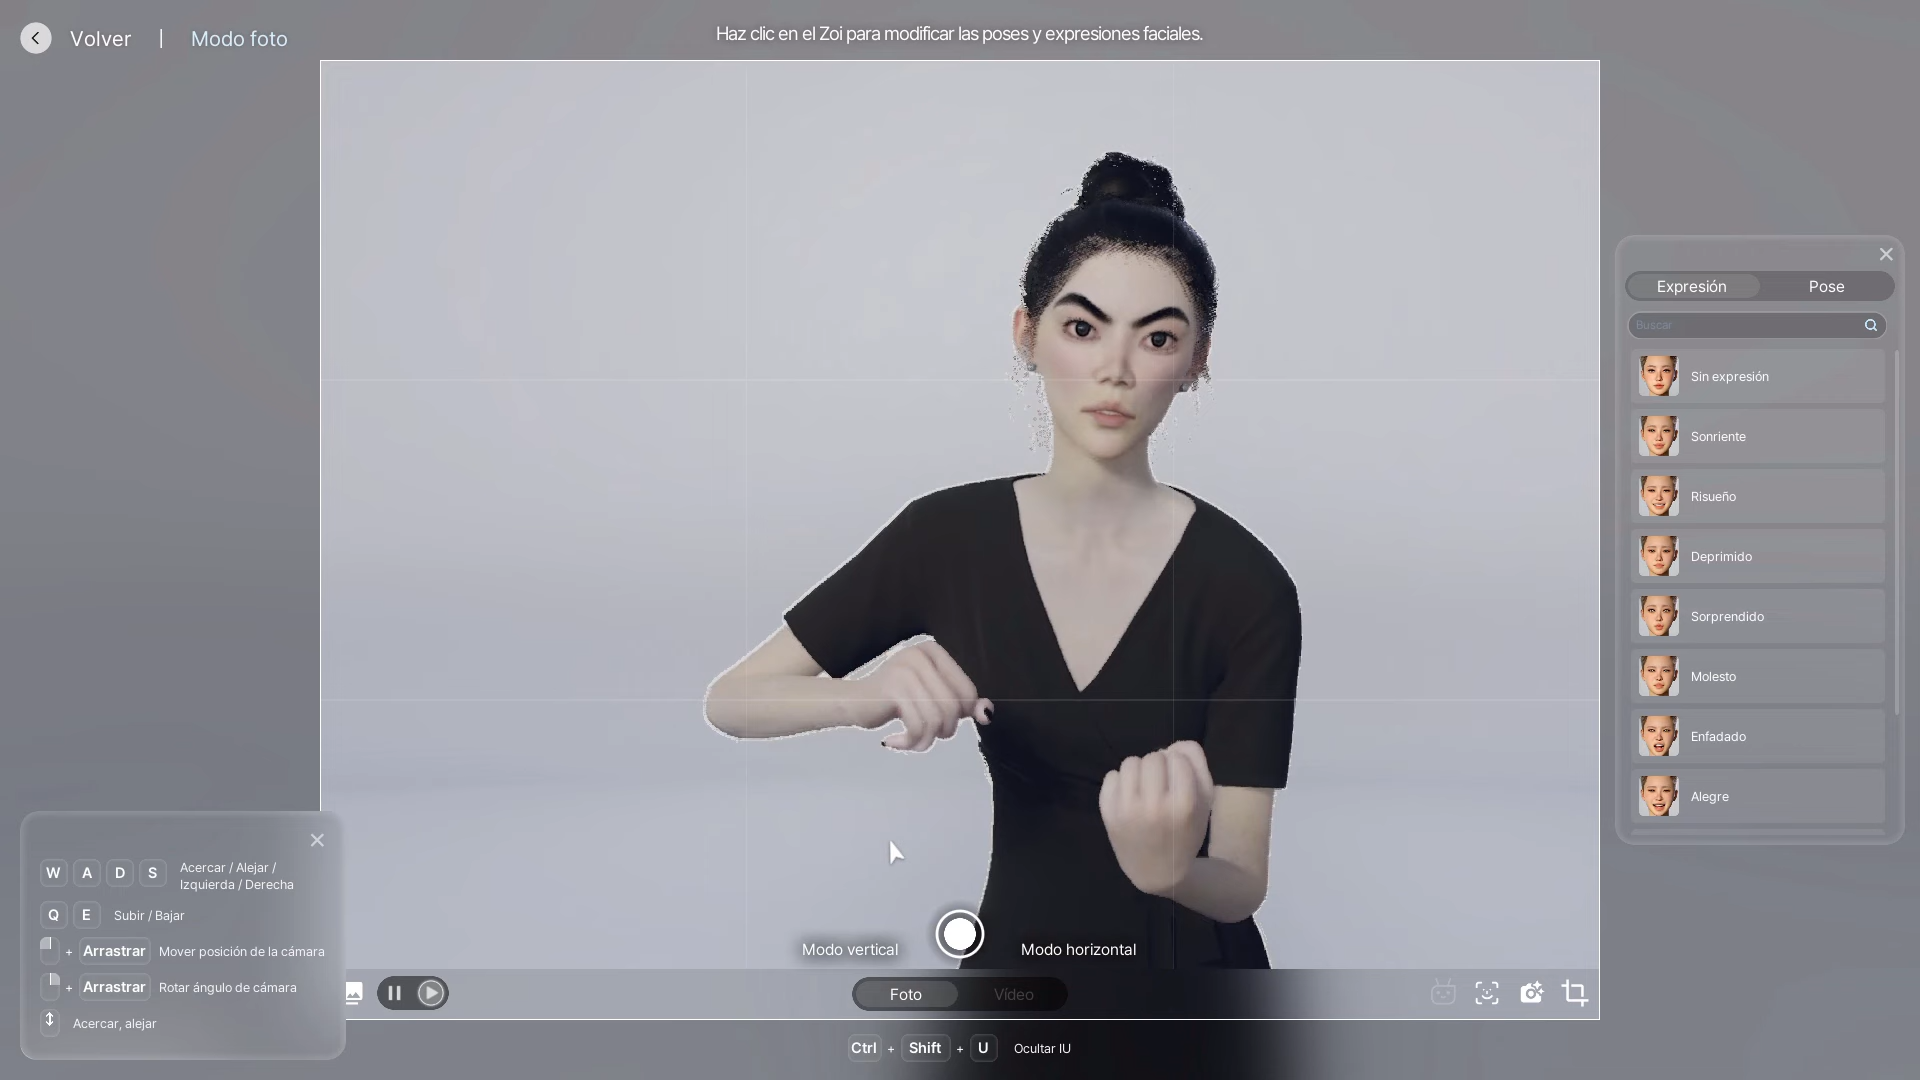 Volver | Modo foto
Haz clic en el Zoi para modificar las poses y expresiones faciales.
Expresión Pose
Buscar
Sin expresión
Sonriente
Risueño
Deprimido
Sorprendido
Molesto
Enfadado
Alegre
W A D S Acercar / Alejar /
Izquierda / Derecha
Q E Subir / Bajar
+ Arrastrar Mover posición de la cámara
+ Arrastrar Rotar ángulo de cámara
Acercar, alejar
Modo vertical Modo horizontal
Foto Vídeo
Ctrl + Shift + U Ocultar IU